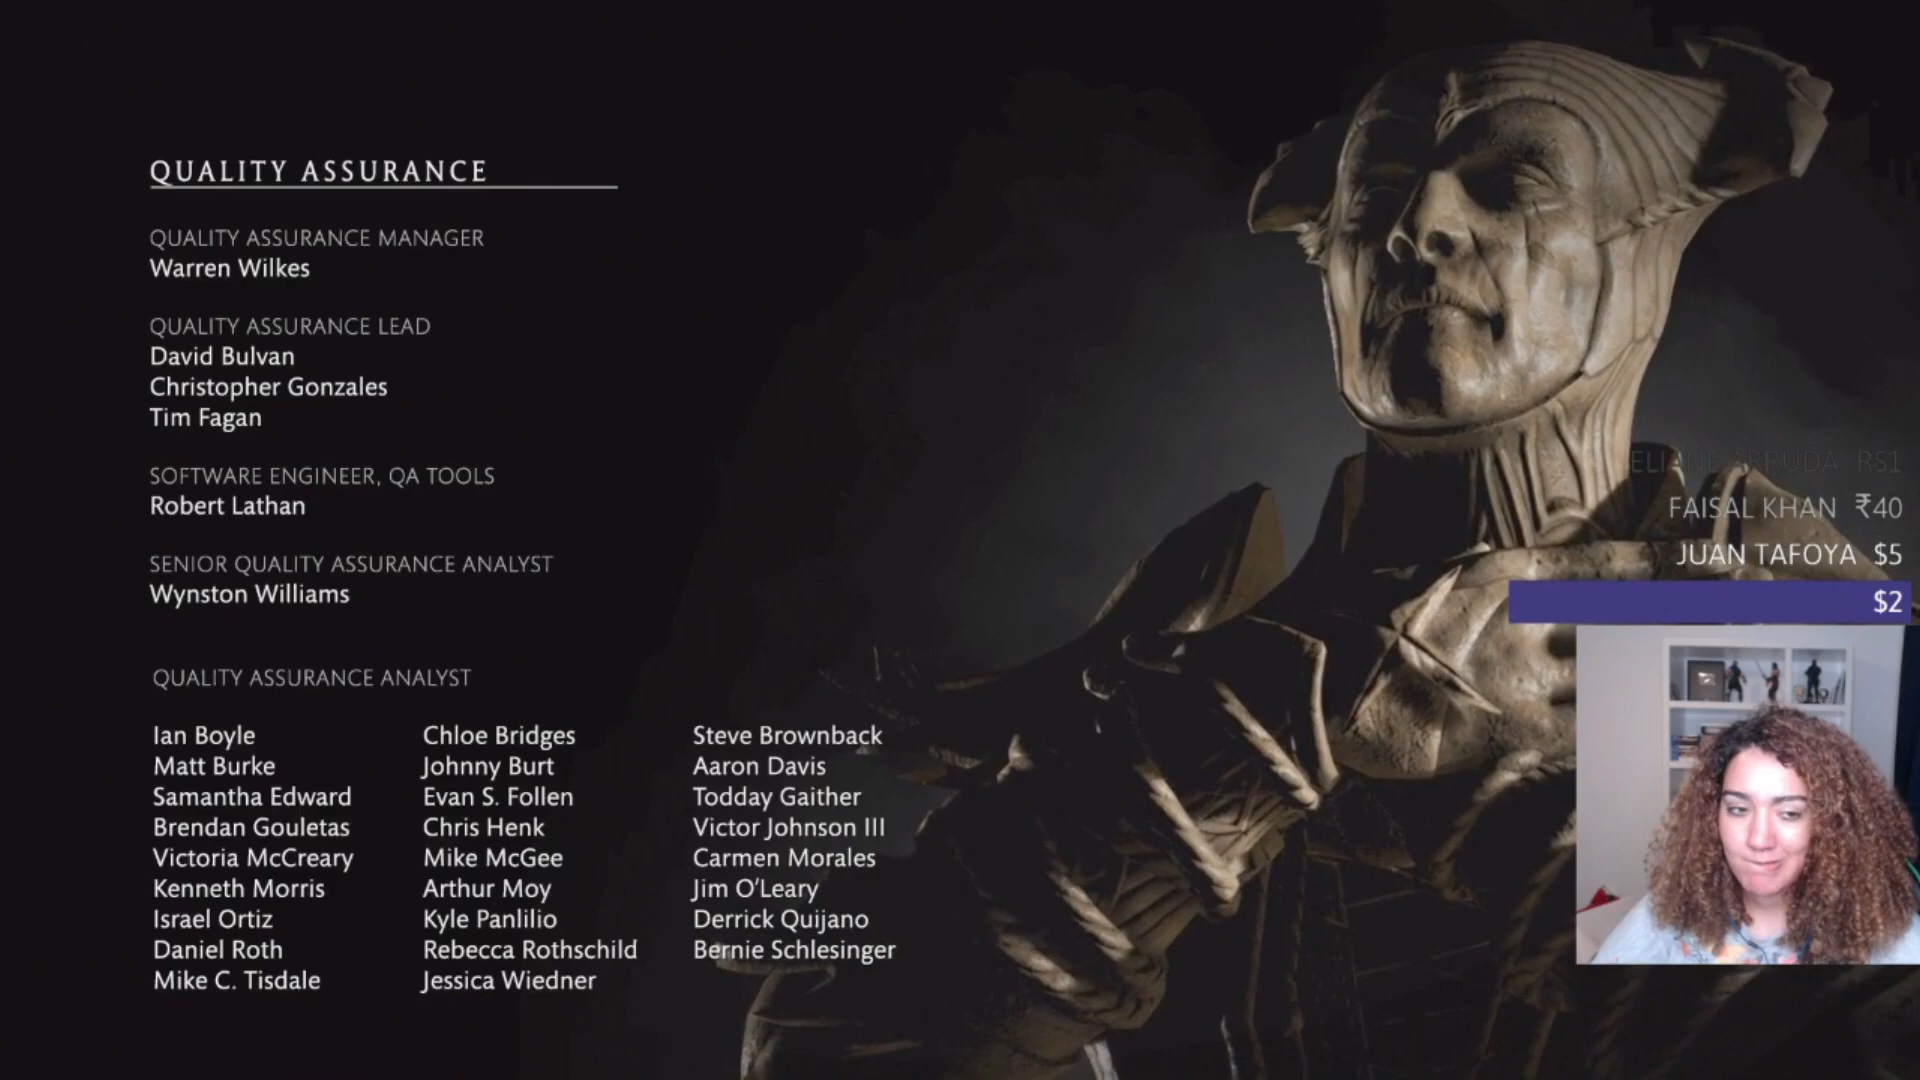 QUALITY ASSURANCE
QUALITY ASSURANCE MANAGER
Warren Wilkes
QUALITY ASSURANCE LEAD
David Bulvan
Christopher Gonzales
Tim Fagan
SOFTWARE ENGINEER, QA TOOLS
Robert Lathan
SENIOR QUALITY ASSURANCE ANALYST
Wynston Williams
QUALITY ASSURANCE ANALYST
Ian Boyle Chloe Bridges Steve Brownback
Matt Burke Johnny Burt Aaron Davis
Samantha Edward Evan S. Follen Todday Gaither
Brendan Gouletas Chris Henk Victor Johnson III
Victoria McCreary Mike McGee Carmen Morales
Kenneth Morris Arthur Moy Jim O'Leary
Israel Ortiz Kyle Panlilio Derrick Quijano
Daniel Roth Rebecca Rothschild Bernie Schlesinger
Mike C. Tisdale Jessica Wiedner
FAISAL KHAN ₹40
JUAN TAFOYA $5
$2